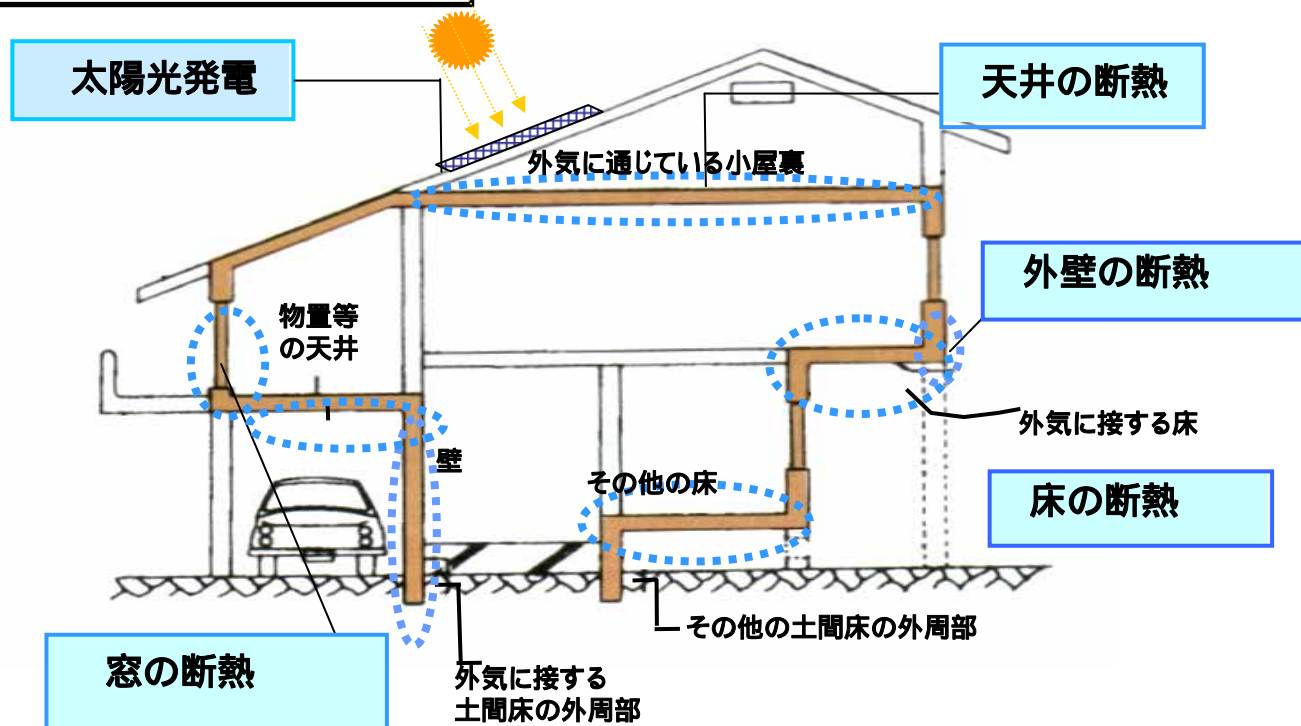 太陽光発電
天井の断熱
外気に通じている小屋裏
外壁の断熱
物置等
の天井
外気に接する床
壁
その他の床
床の断熱
その他の土間床の外周部
窓の断熱
外気に接する
土間床の外周部